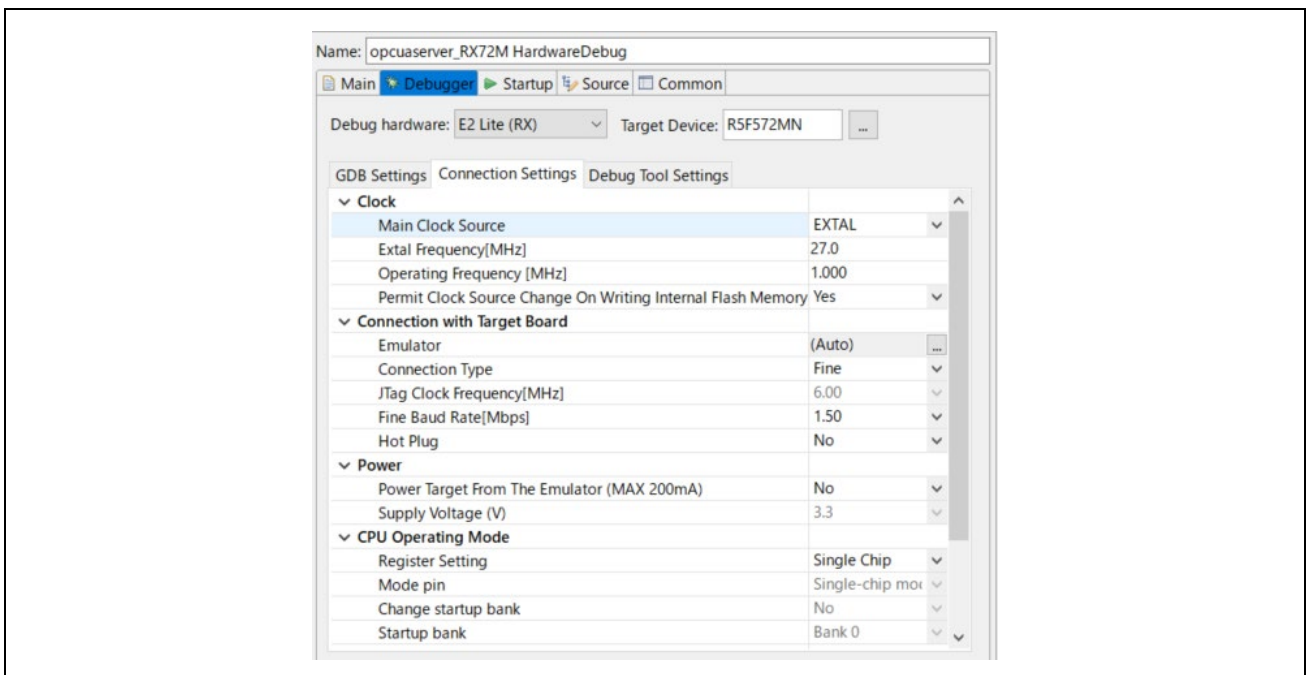 Name: opcuaserver_RX72M HardwareDebug
Main Debugger Startup Source Common
Debug hardware: E2 Lite (RX) Target Device: R5F572MN ...
GDB Settings Connection Settings Debug Tool Settings
Clock
Main Clock Source EXTAL
Extal Frequency[MHz] 27.0
Operating Frequency [MHz] 1.000
Permit Clock Source Change On Writing Internal Flash Memory Yes
Connection with Target Board
Emulator (Auto) ...
Connection Type Fine
JTag Clock Frequency[MHz] 6.00
Fine Baud Rate[Mbps] 1.50
Hot Plug No
Power
Power Target From The Emulator (MAX 200mA) No
Supply Voltage (V) 3.3
CPU Operating Mode
Register Setting Single Chip
Mode pin Single-chip
Change startup bank No
Startup bank Bank 0